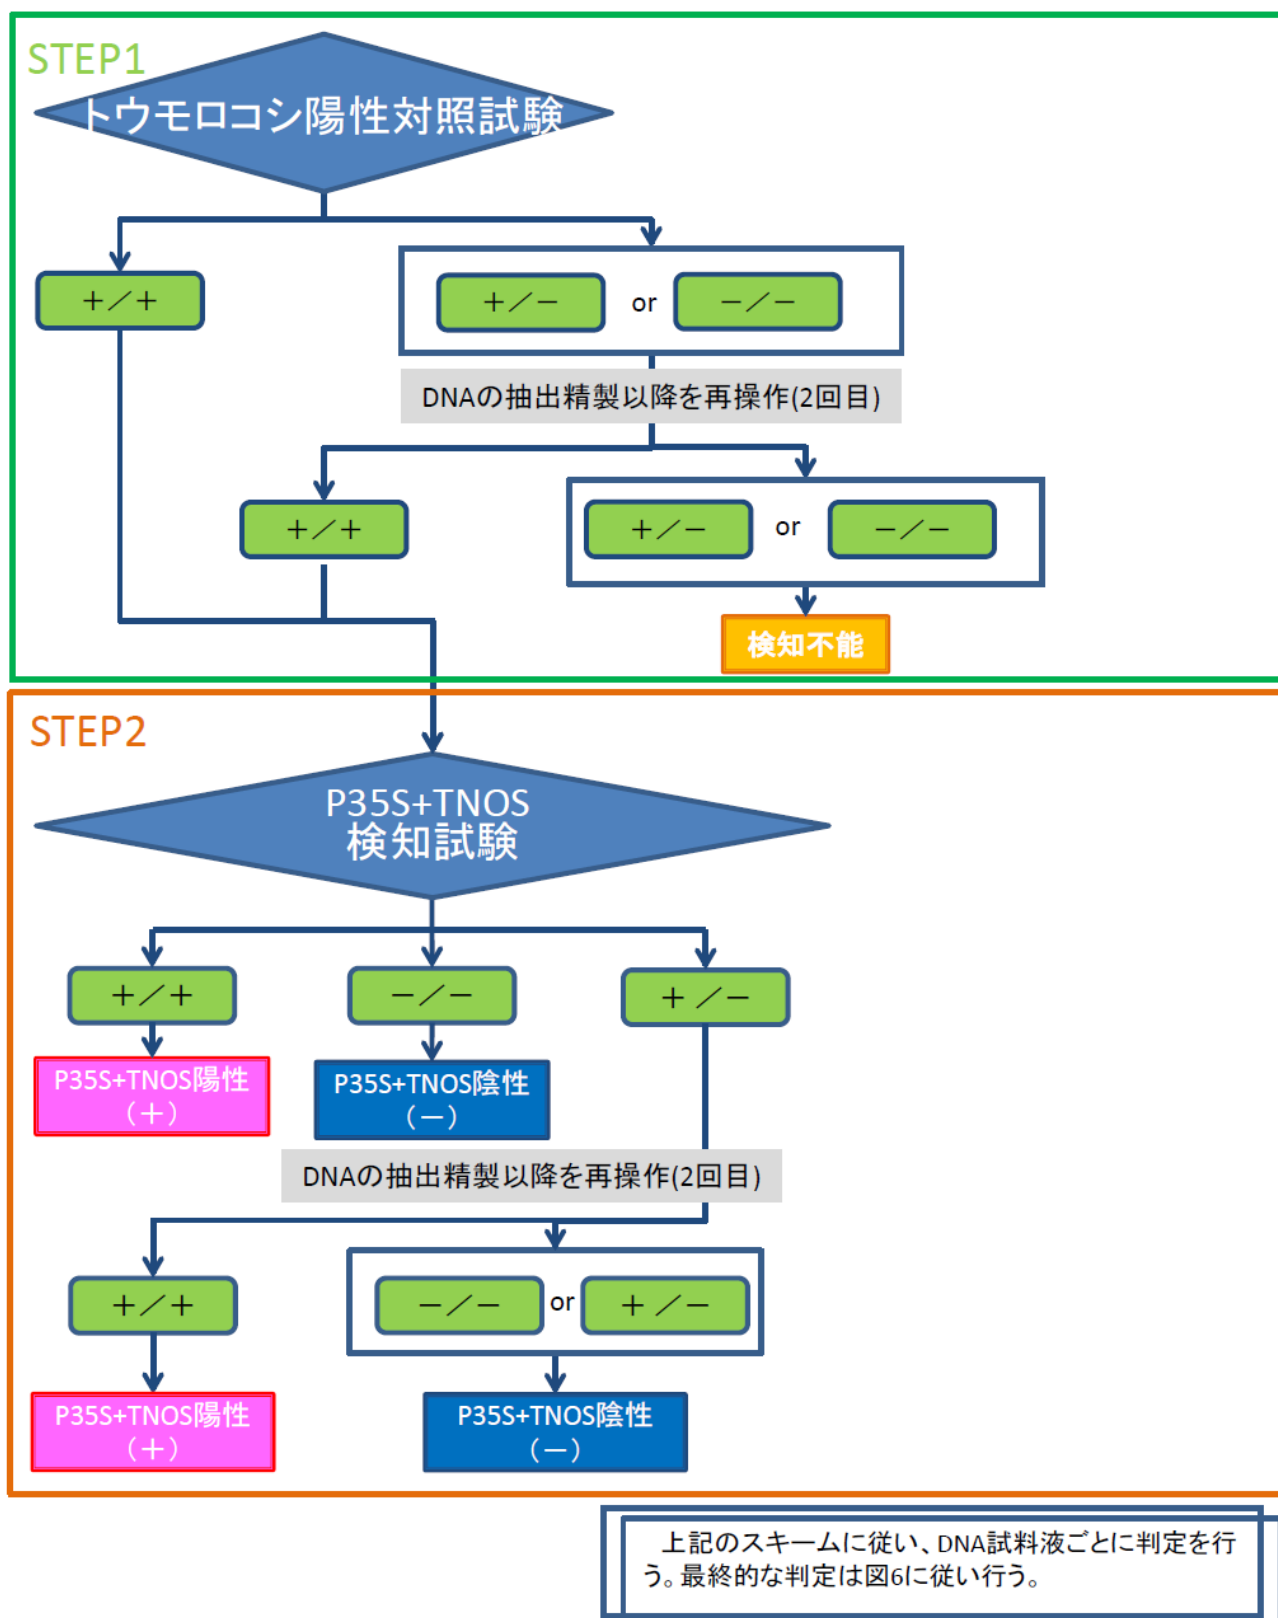 STEP1
トウモロコシ陽性対照試験
＋／＋
＋／－ or －／－
DNAの抽出精製以降を再操作(2回目)
＋／＋
＋／－ or －／－
検知不能
STEP2
P35S+TNOS
検知試験
＋／＋
－／－
＋／－
P35S+TNOS陽性
（＋）
P35S+TNOS陰性
（－）
DNAの抽出精製以降を再操作(2回目)
＋／＋
－／－ or ＋／－
P35S+TNOS陽性
（＋）
P35S+TNOS陰性
（－）
上記のスキームに従い、DNA試料液ごとに判定を行
う。最終的な判定は図6に従い行う。